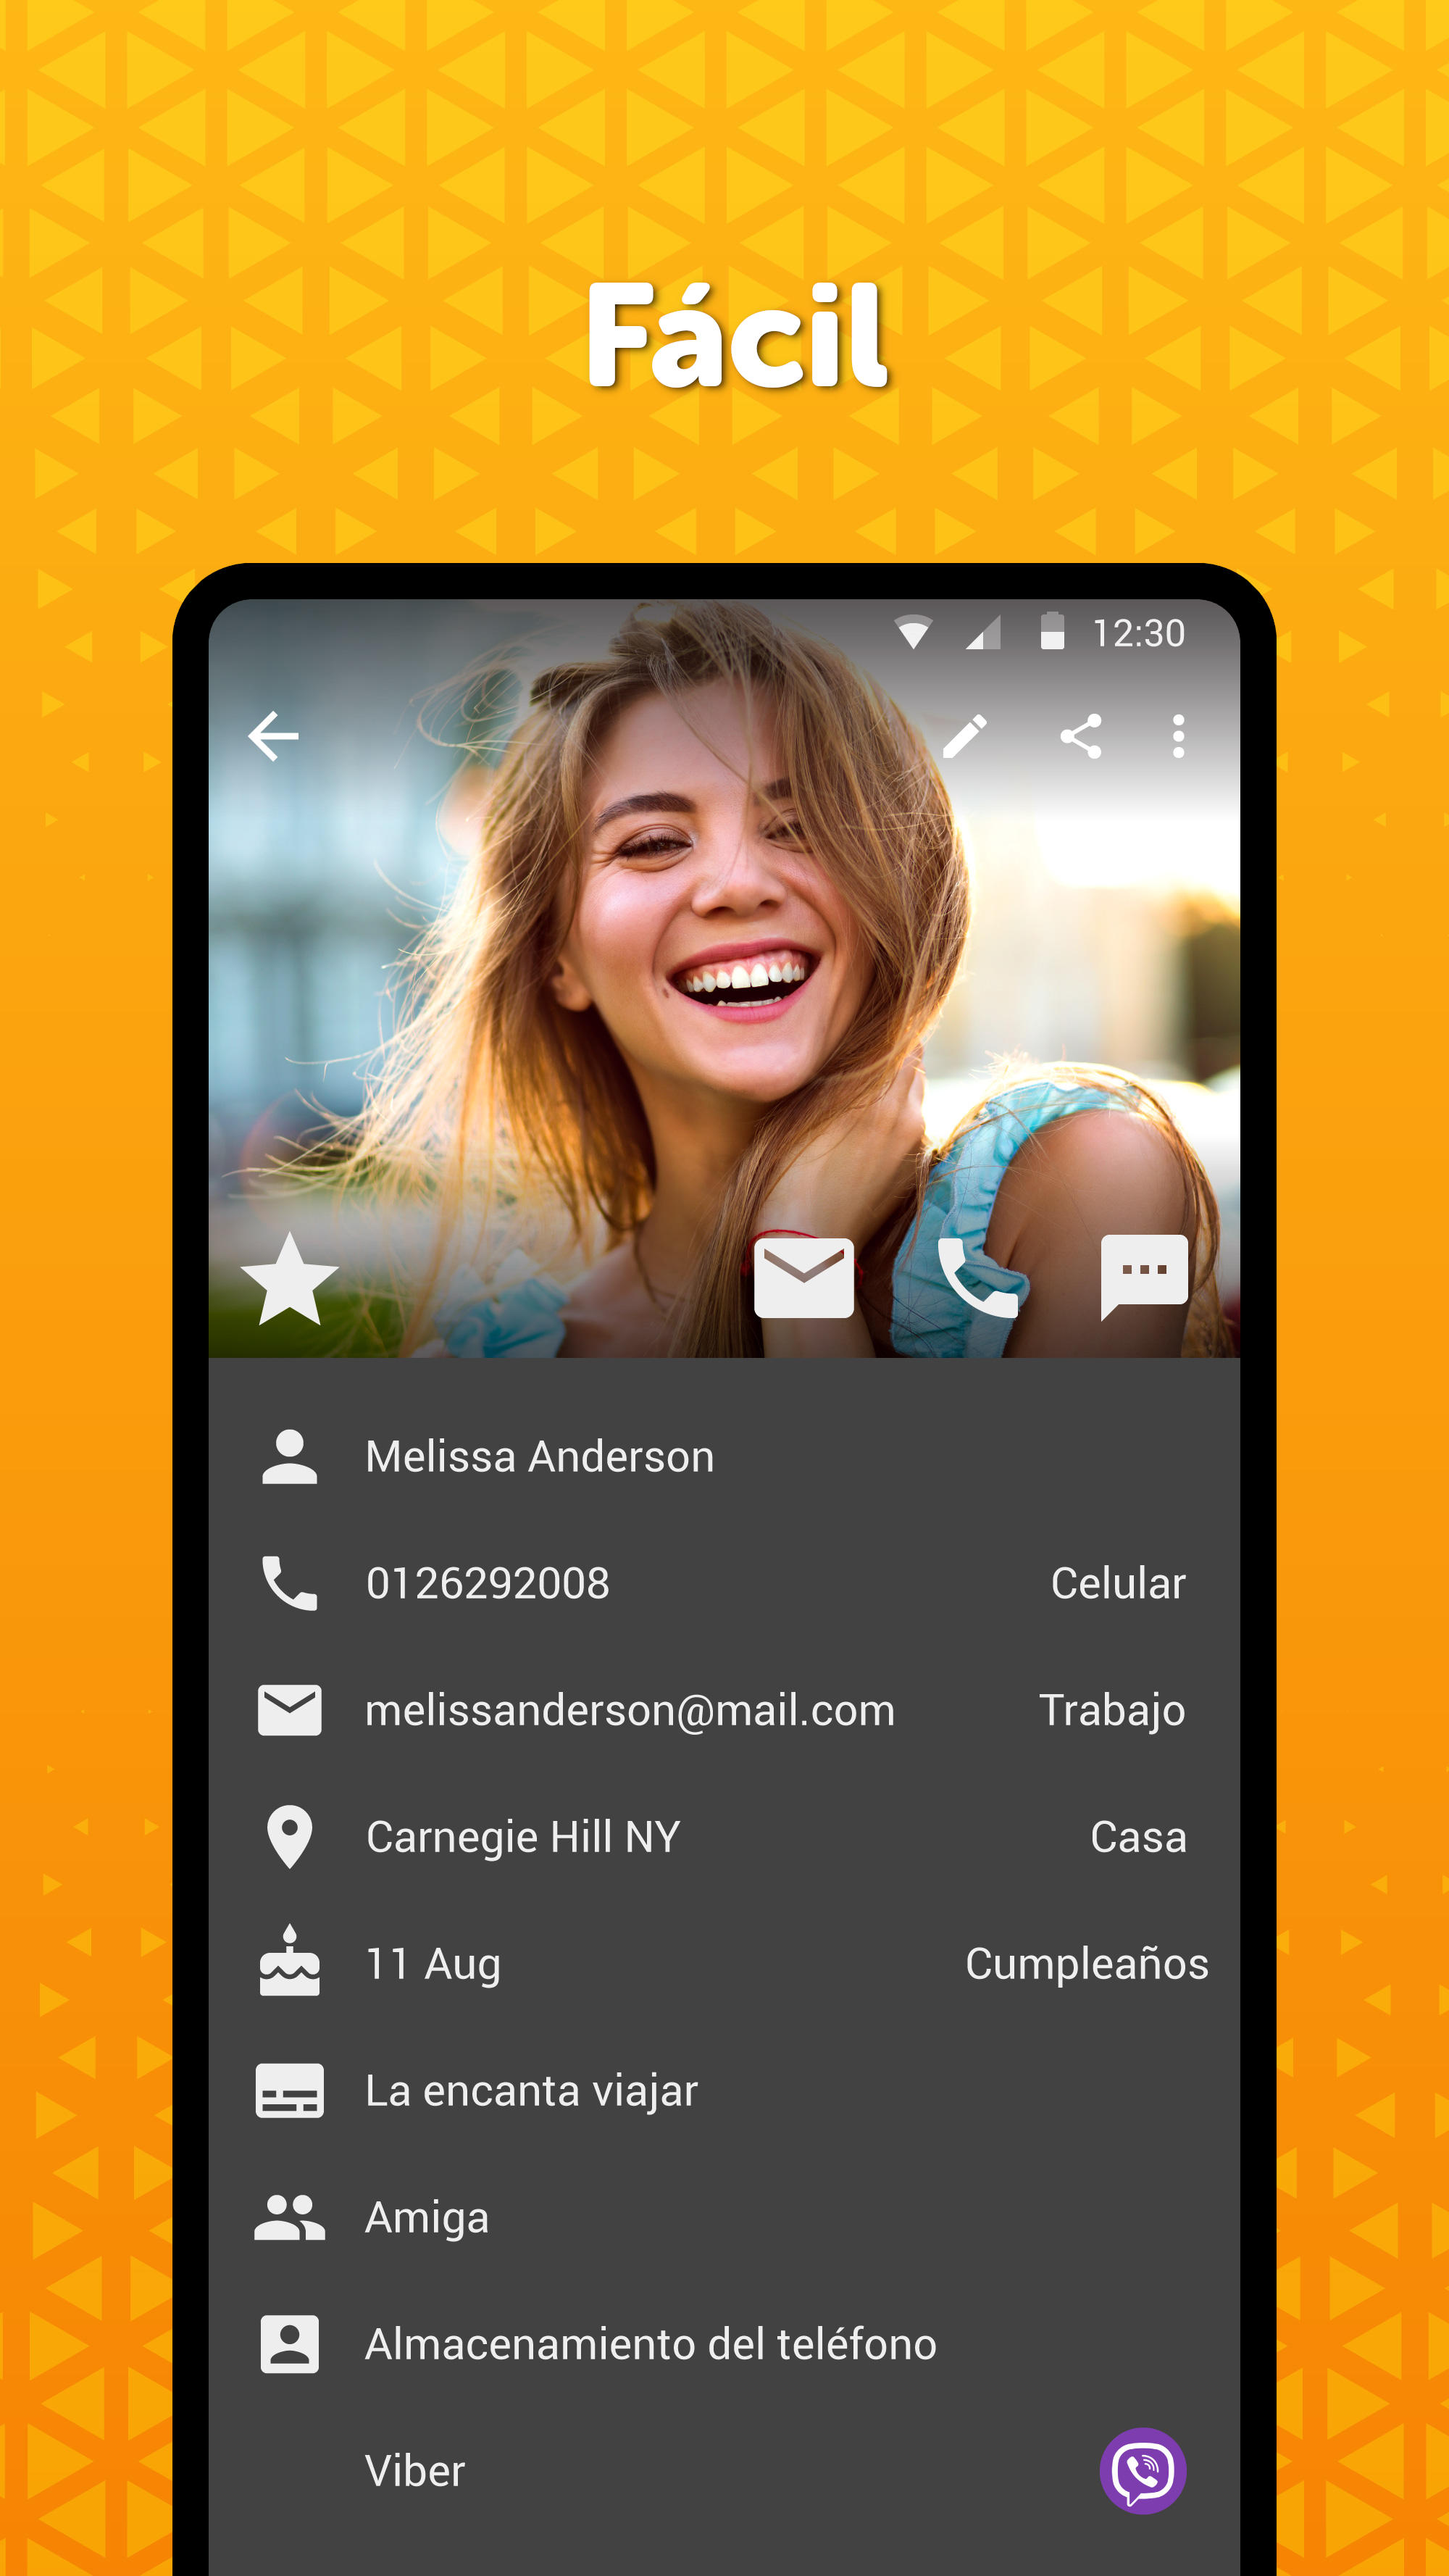 Fácil
12:30
Melissa Anderson
0126292008 Celular
melissanderson@mail.com Trabajo
Carnegie Hill NY Casa
11 Aug Cumpleaños
La encanta viajar
Amiga
Almacenamiento del teléfono
Viber